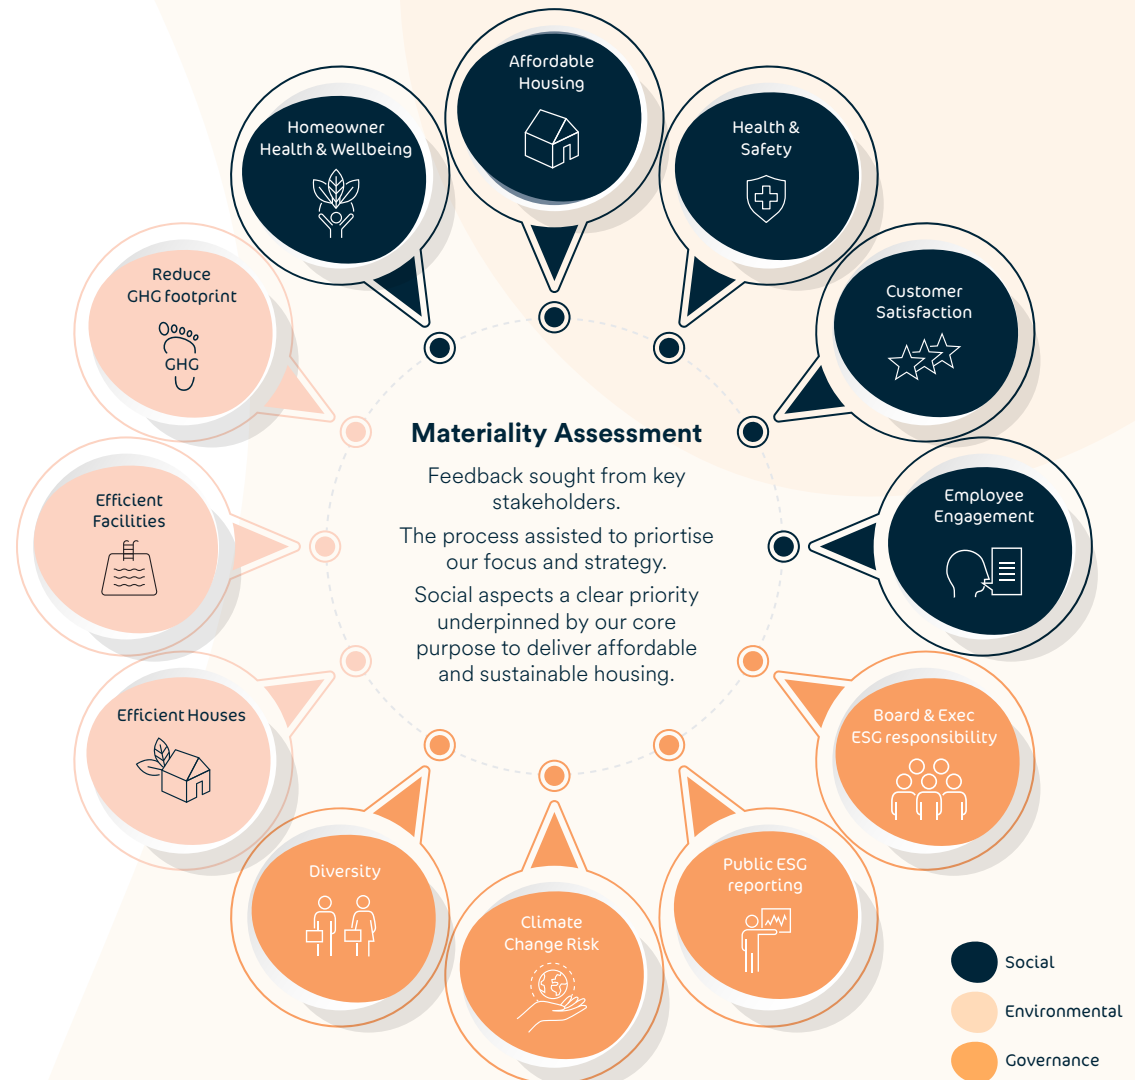 Affordable
Housing
Health &
Safety
Customer
Satisfaction
Employee
Engagement
Board & Exec
ESG responsibility
Public ESG
reporting
Climate
Change Risk
Diversity
Efficient Houses
Efficient
Facilities
Reduce
GHG footprint
GHG
Homeowner
Health & Wellbeing
Materiality Assessment
Feedback sought from key
stakeholders.
The process assisted to priortise
our focus and strategy.
Social aspects a clear priority
underpinned by our core
purpose to deliver affordable
and sustainable housing.
Social
Environmental
Governance